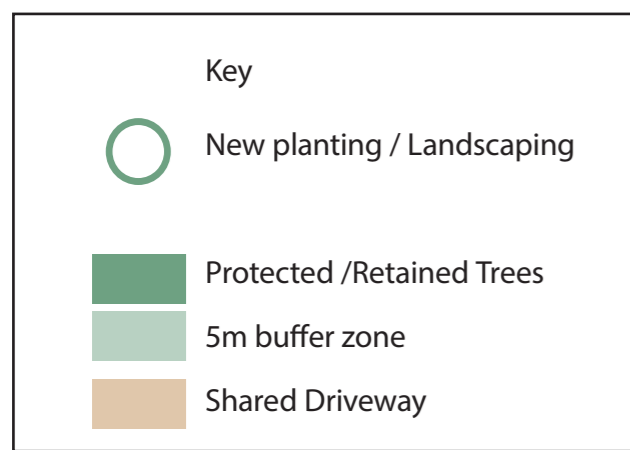 Key
New planting / Landscaping
Protected /Retained Trees
5m buffer zone
Shared Driveway